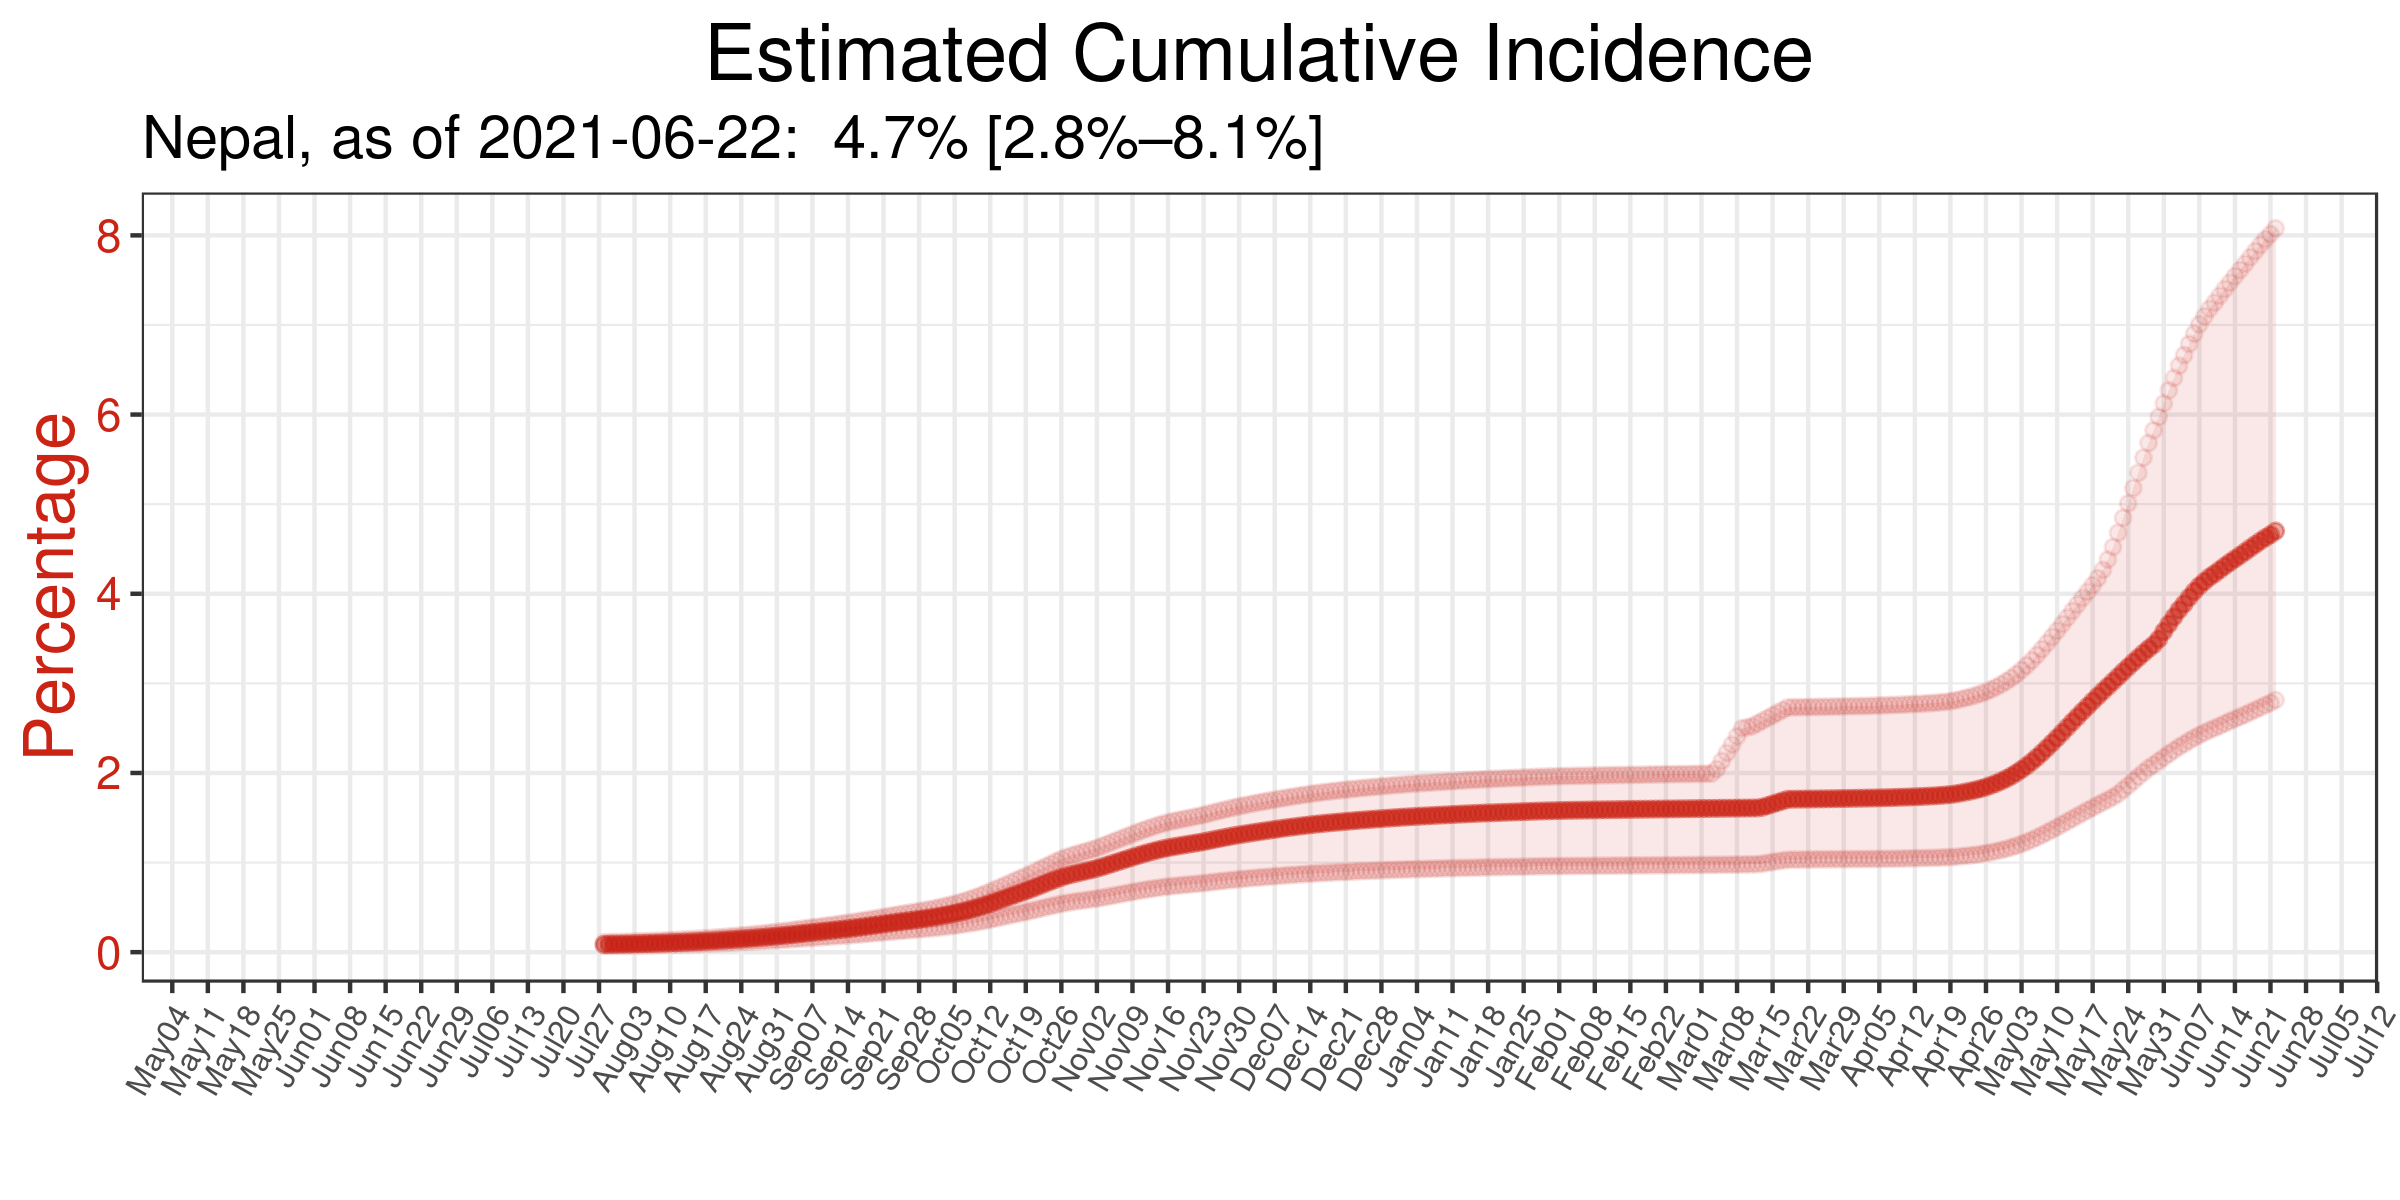 Estimated Cumulative Incidence
Nepal, as of 2021-06-22:  4.7% [2.8%–8.1%]
Percentage
8
6
4
2
0
May04
May11
May18
May25
Jun01
Jun08
Jun15
Jun22
Jun29
Jul06
Jul13
Jul20
Jul27
Aug03
Aug10
Aug17
Aug24
Aug31
Sep07
Sep14
Sep21
Sep28
Oct05
Oct12
Oct19
Oct26
Nov02
Nov09
Nov16
Nov23
Nov30
Dec07
Dec14
Dec21
Dec28
Jan04
Jan11
Jan18
Jan25
Feb01
Feb08
Feb15
Feb22
Mar01
Mar08
Mar15
Mar22
Mar29
Apr05
Apr12
Apr19
Apr26
May03
May10
May17
May24
May31
Jun07
Jun14
Jun21
Jun28
Jul05
Jul12